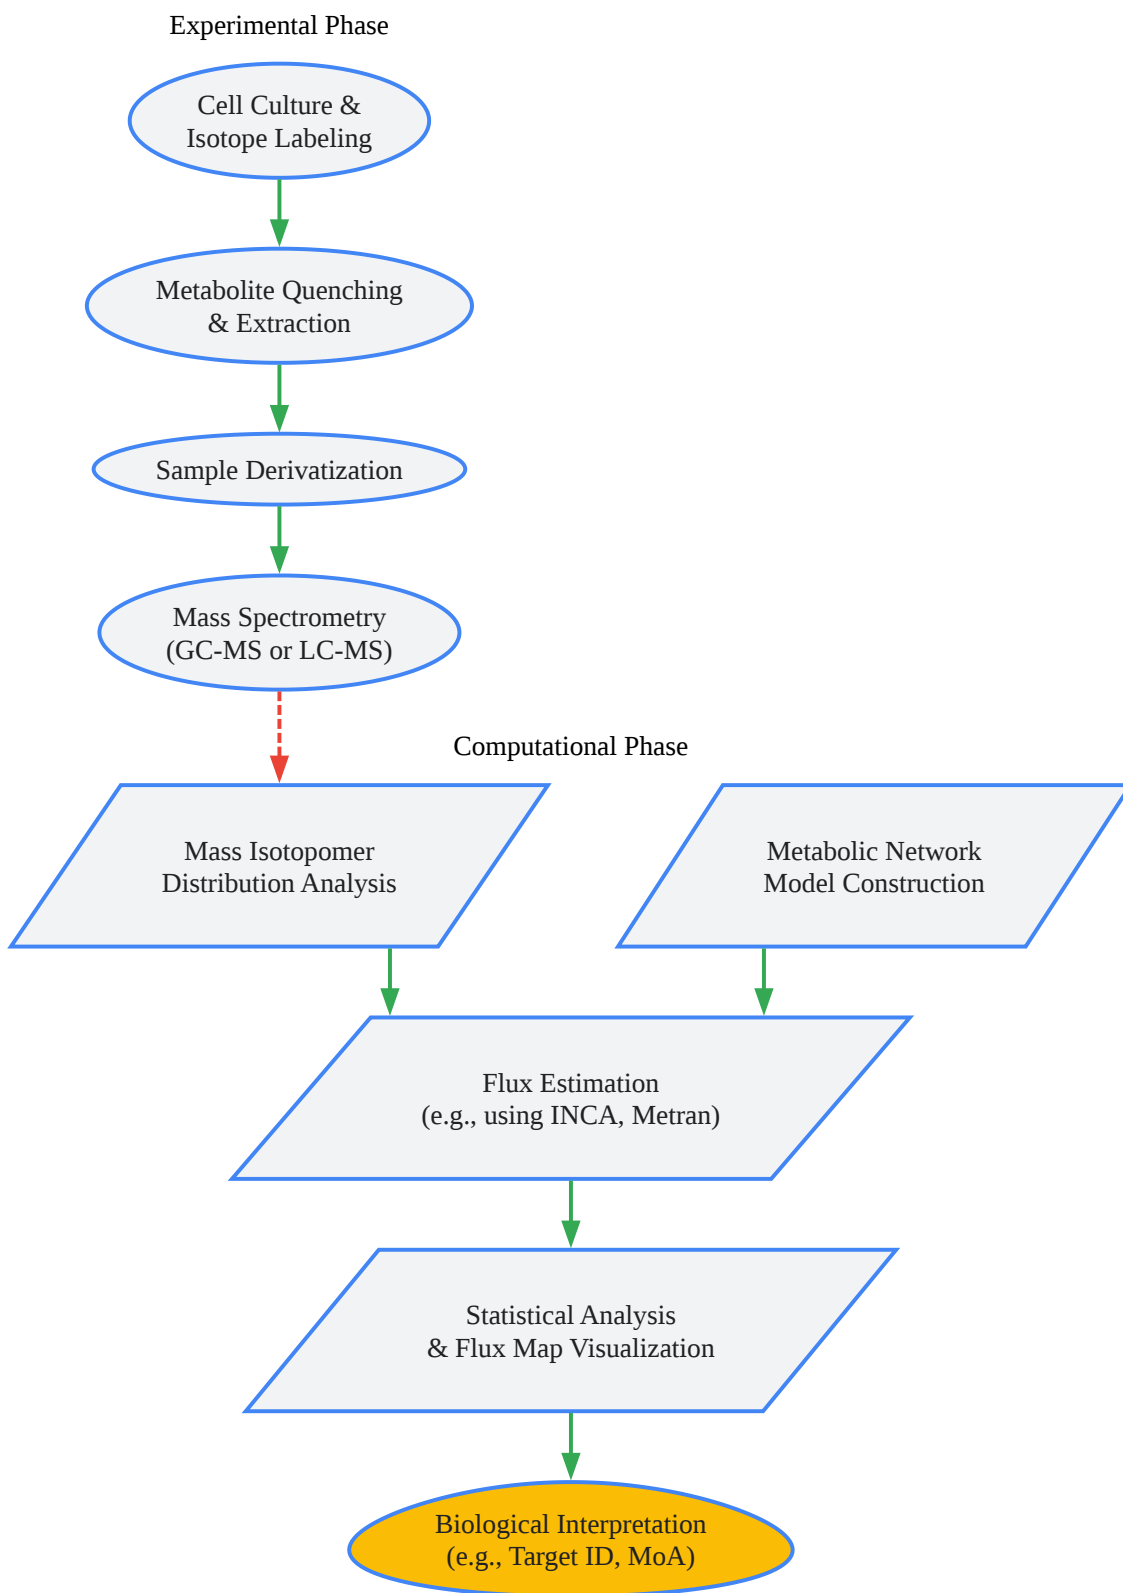 Experimental Phase
Cell Culture &
Isotope Labeling
Metabolite Quenching
& Extraction
Sample Derivatization
Mass Spectrometry
(GC-MS or LC-MS)
Computational Phase
Mass Isotopomer
Distribution Analysis
Metabolic Network
Model Construction
Flux Estimation
(e.g., using INCA, Metran)
Statistical Analysis
& Flux Map Visualization
Biological Interpretation
(e.g., Target ID, MoA)